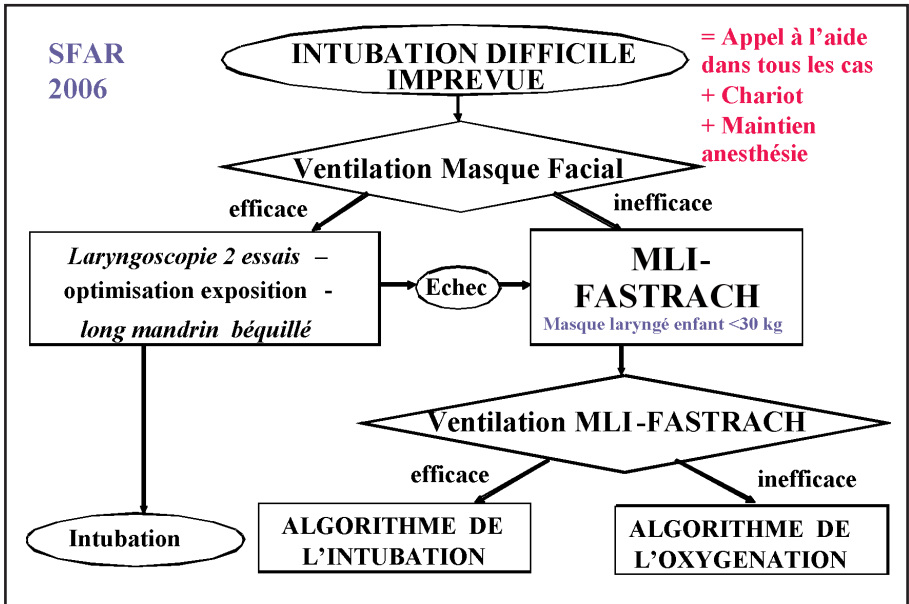 SFAR
2006
INTUBATION DIFFICILE
IMPREVUE
= Appel à l'aide
dans tous les cas
+ Chariot
+ Maintien
anesthésie
Ventilation Masque Facial
efficace
inefficace
Laryngoscopie 2 essais –
optimisation exposition -
long mandrin béquillé
Echec
MLI-
FASTRACH
Masque laryngé enfant <30 kg
Ventilation MLI-FASTRACH
efficace
inefficace
Intubation
ALGORITHME DE
L'INTUBATION
ALGORITHME DE
L'OXYGENATION